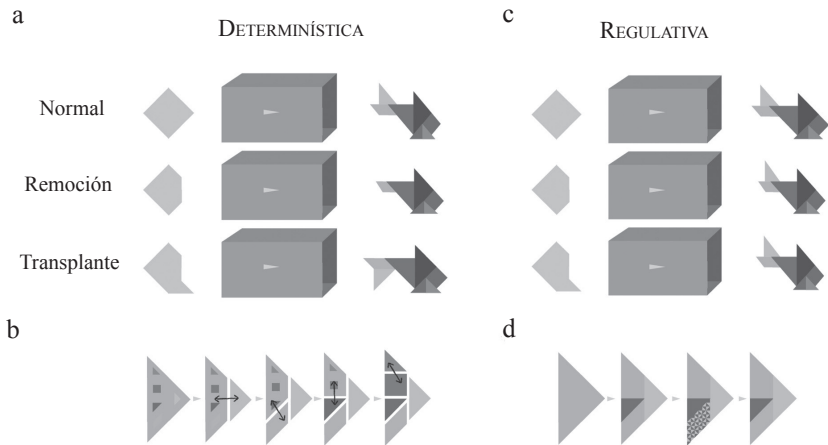 a
DETERMINÍSTICA
c
REGULATIVA
Normal
Remoción
Transplante
b
d